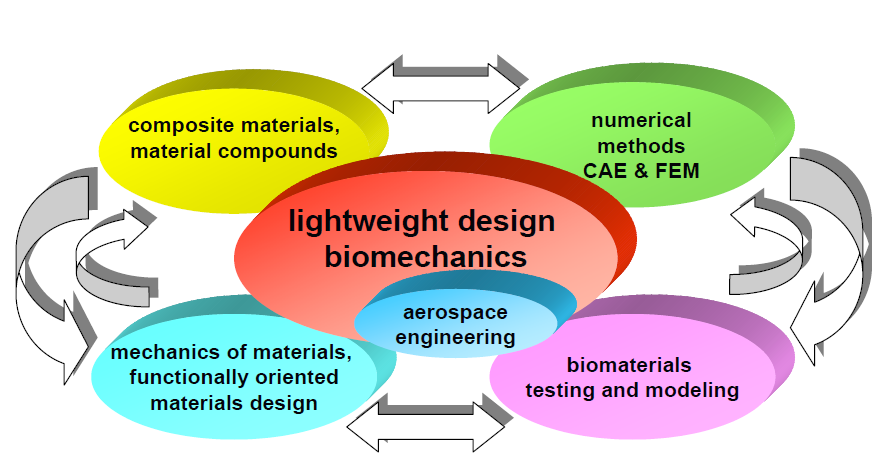 composite materials,
material compounds
numerical
methods
CAE & FEM
lightweight design
biomechanics
aerospace
engineering
mechanics of materials,
functionally oriented
materials design
biomaterials
testing and modeling